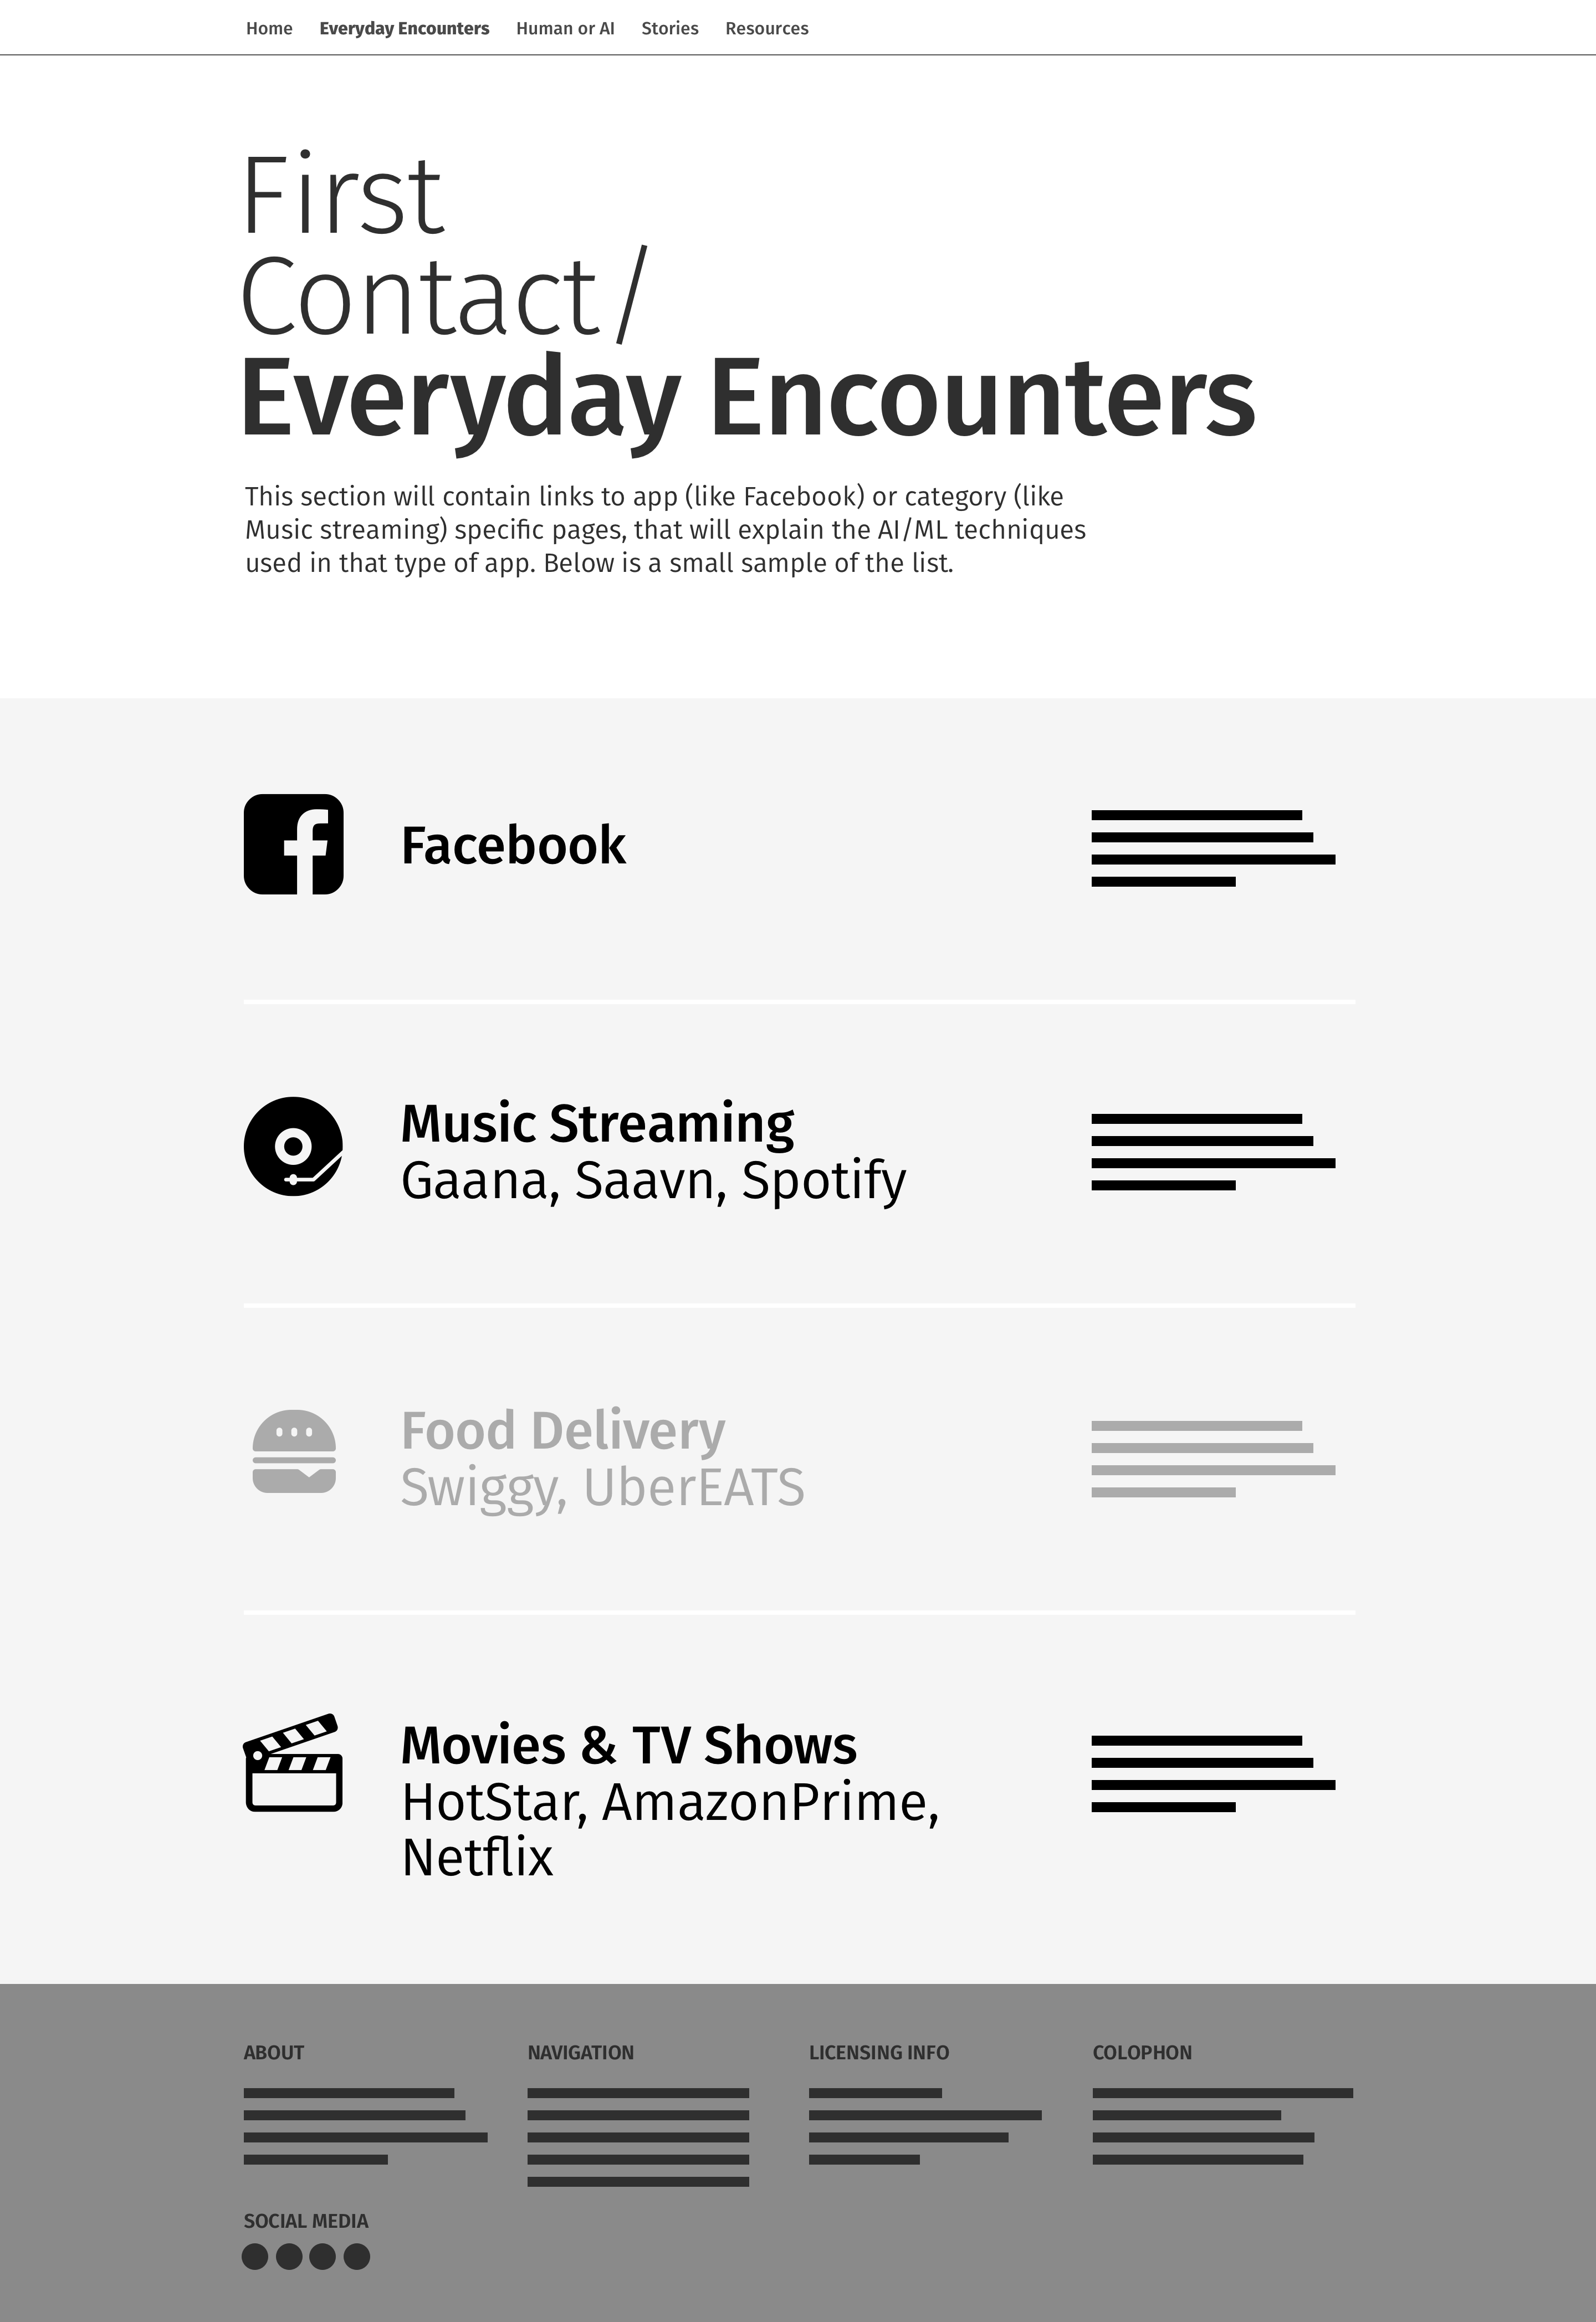 Home Everyday Encounters Human or AI Stories Resources
First
Contact/
Everyday Encounters
This section will contain links to app (like Facebook) or category (like
Music streaming) specific pages, that will explain the AI/ML techniques
used in that type of app. Below is a small sample of the list.
Facebook
Music Streaming
Gaana, Saavn, Spotify
Food Delivery
Swiggy, UberEATS
Movies & TV Shows
HotStar, AmazonPrime,
Netflix
ABOUT NAVIGATION LICENSING INFO COLOPHON
SOCIAL MEDIA